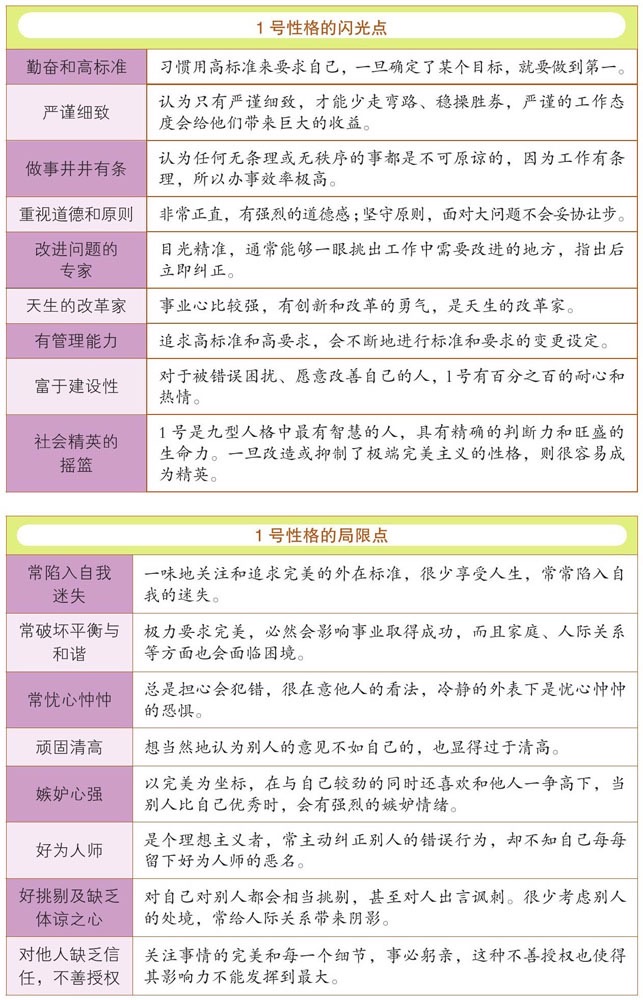 1号性格的闪光点
勤奋和高标准
习惯用高标准来要求自己，一旦确定了某个目标，就要做到第一。
严谨细致
认为只有严谨细致，才能少走弯路、稳操胜券，严谨的工作态
度会给他们带来巨大的收益。
做事井井有条
认为任何无条理或无秩序的事都是不可原谅的，因为工作有条
理，所以办事效率极高。
重视道德和原则
非常正直，有强烈的道德感；坚守原则，面对大问题不会妥协让步。
改进问题的
专家
目光精准，通常能够一眼挑出工作中需要改进的地方，指出后
立即纠正。
天生的改革家
事业心比较强，有创新和改革的勇气，是天生的改革家。
有管理能力
追求高标准和高要求，会不断地进行标准和要求的变更设定。
富于建设性
对于被错误困扰、愿意改善自己的人，1号有百分之百的耐心和
热情。
社会精英的
摇篮
1号是九型人格中最有智慧的人，具有精确的判断力和旺盛的
生命力。一旦改造或抑制了极端完美主义的性格，则很容易成
为精英。
1号性格的局限点
常陷入自我
迷失
一味地关注和追求完美的外在标准，很少享受人生，常常陷入自
我的迷失。
常破坏平衡与
和谐
极力要求完美，必然会影响事业取得成功，而且家庭、人际关系
等方面也会面临困境。
常忧心忡忡
总是担心会犯错，很在意他人的看法，冷静的外表下是忧心忡忡
的恐惧。
顽固清高
想当然地认为别人的意见不如自己的，也显得过于清高。
嫉妒心强
以完美为坐标，在与自己较劲的同时还喜欢和他人一争高下，当
别人比自己优秀时，会有强烈的嫉妒情绪。
好为人师
是个理想主义者，常主动纠正别人的错误行为，却不知自己每每
留下好为人师的恶名。
好挑剔及缺乏
体谅之心
对自己对别人都会相当挑剔，甚至对人出言讽刺。很少考虑别人
的处境，常给人际关系带来阴影。
对他人缺乏信
任，不善授权
关注事情的完美和每一个细节，事必躬亲，这种不善授权也使得
其影响力不能发挥到最大。